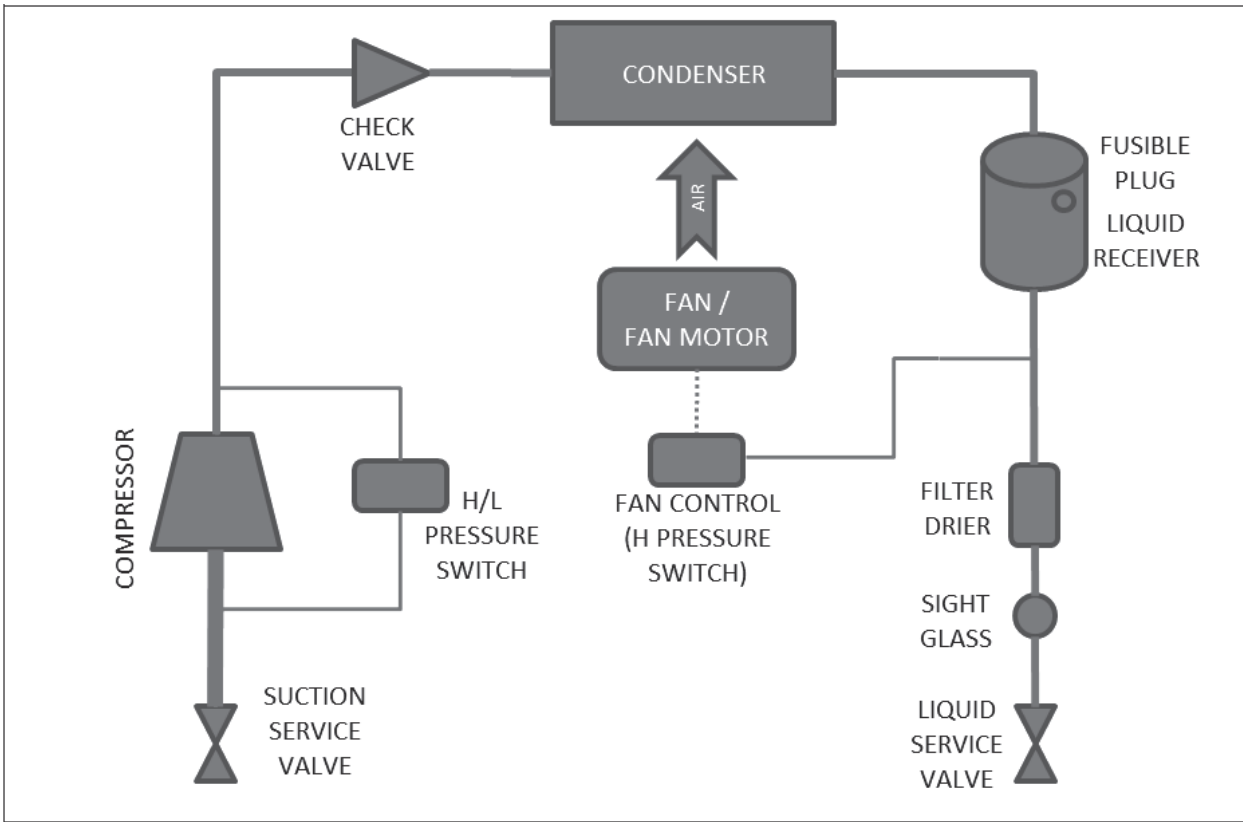 CONDENSER
CHECK
VALVE
FUSIBLE
PLUG
LIQUID
RECEIVER
AIR
FAN /
FAN MOTOR
COMPRESSOR
H/L
PRESSURE
SWITCH
FAN CONTROL
(H PRESSURE
SWITCH)
FILTER
DRIER
SIGHT
GLASS
SUCTION
SERVICE
VALVE
LIQUID
SERVICE
VALVE